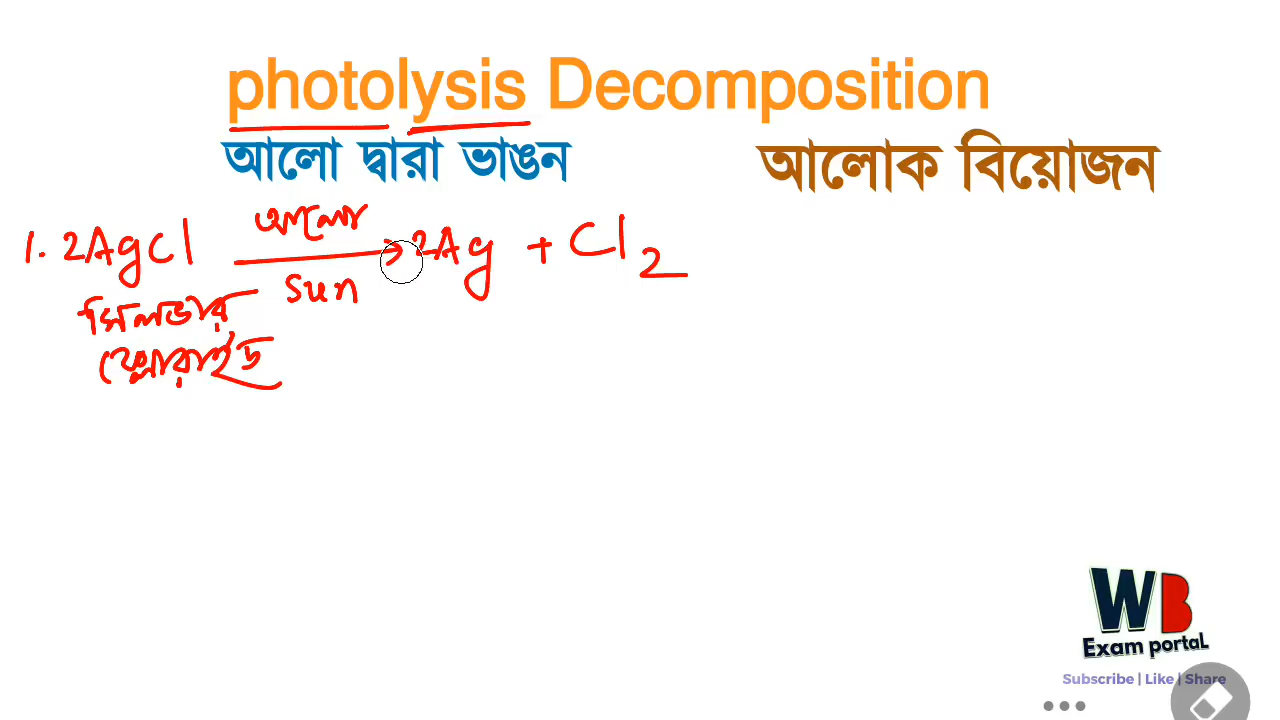 photolysis Decomposition
আলো দ্বারা ভাঙন
আলোক বিয়োজন
1. 2AgCl আলো sun → 2Ag + Cl2
সিলভার
ক্লোরাইড
WB
Exam portal
Subscribe | Like | Share